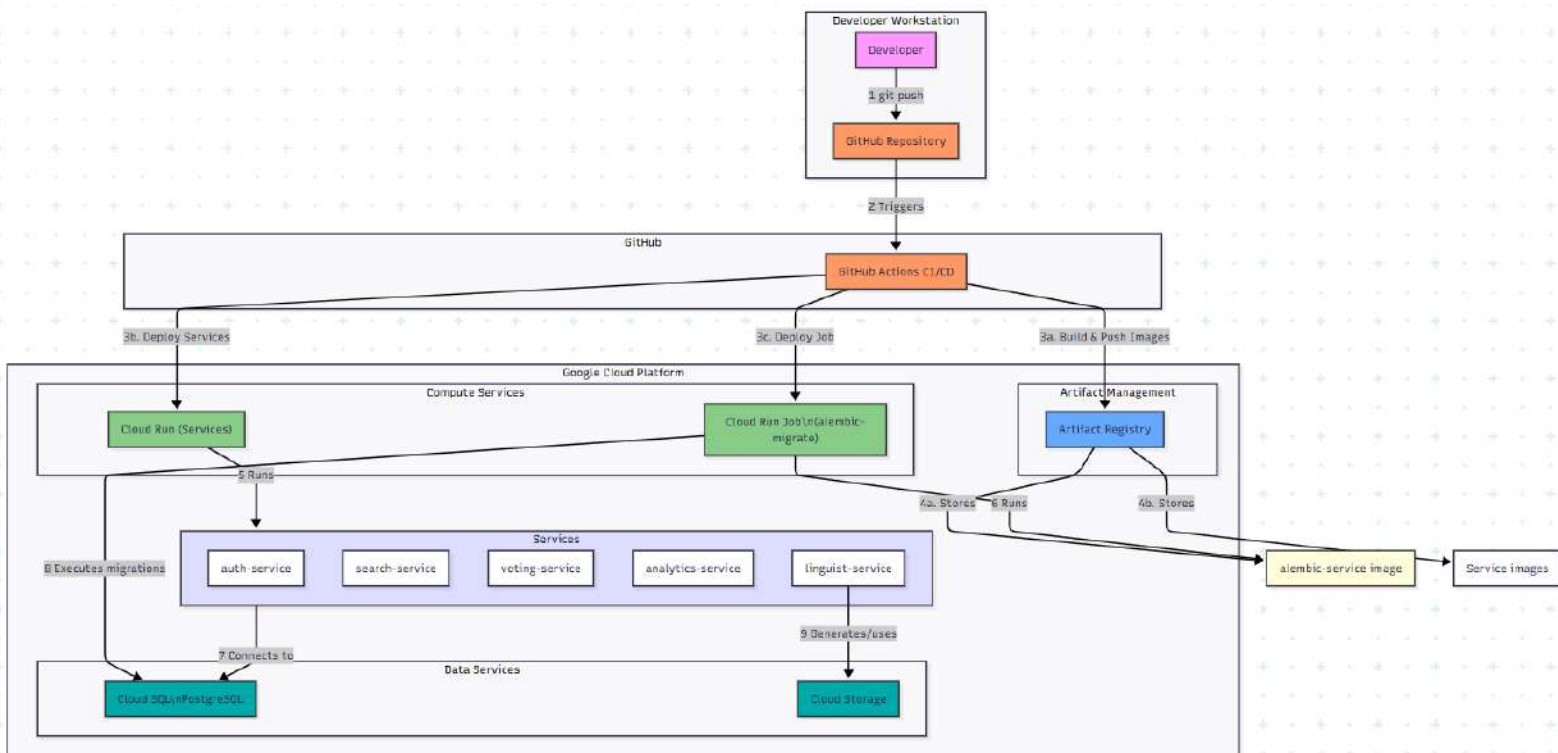 Developer Workstation
Developer
1 git push
GitHub Repository
2 Triggers
GitHub
GitHub Actions CI/CD
3b. Deploy Services
3c. Deploy Job
3a. Build & Push Images
Google Cloud Platform
Compute Services
Artifact Management
Cloud Run (Services)
Cloud Run Job\n(alembic-
migrate)
Artifact Registry
5 Runs
4a. Stores
6 Runs
4b. Stores
Services
auth-service
search-service
voting-service
analytics-service
linguist-service
8 Executes migrations
alembic-service image
Service images
9 Generates/uses
7 Connects to
Data Services
Cloud SQL\nPostgreSQL
Cloud Storage